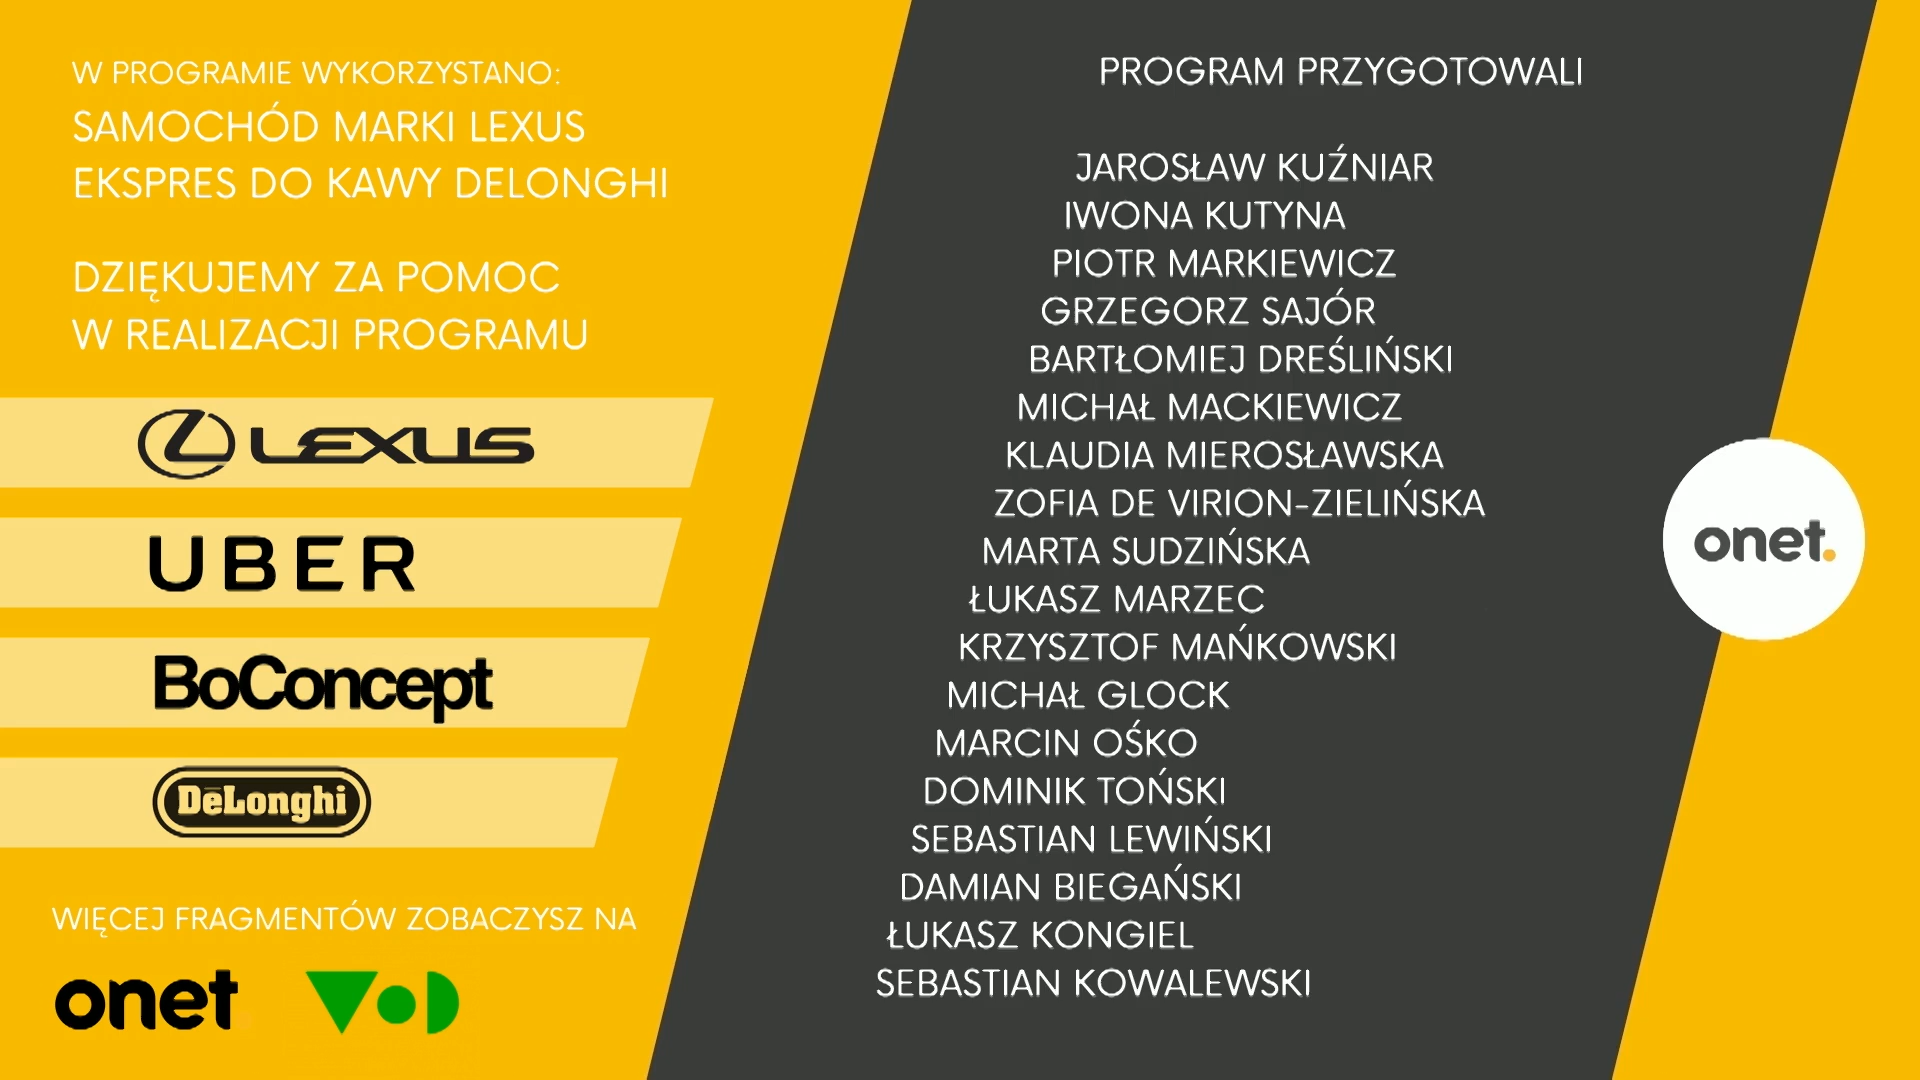 W PROGRAMIE WYKORZYSTANO:
SAMOCHÓD MARKI LEXUS
EKSPRES DO KAWY DELONGHI
DZIĘKUJEMY ZA POMOC
W REALIZACJI PROGRAMU
LEXUS
UBER
BoConcept
DeLonghi
WIĘCEJ FRAGMENTÓW ZOBACZYSZ NA
onet.
VOD
PROGRAM PRZYGOTOWALI
JAROSŁAW KUŹNIAR
IWONA KUTYNA
PIOTR MARKIEWICZ
GRZEGORZ SAJÓR
BARTŁOMIEJ DREŚLIŃSKI
MICHAŁ MACKIEWICZ
KLAUDIA MIEROSŁAWSKA
ZOFIA DE VIRION-ZIELIŃSKA
MARTA SUDZIŃSKA
ŁUKASZ MARZEC
KRZYSZTOF MAŃKOWSKI
MICHAŁ GLOCK
MARCIN OŚKO
DOMINIK TOŃSKI
SEBASTIAN LEWIŃSKI
DAMIAN BIEGAŃSKI
ŁUKASZ KONGIEL
SEBASTIAN KOWALEWSKI
onet.